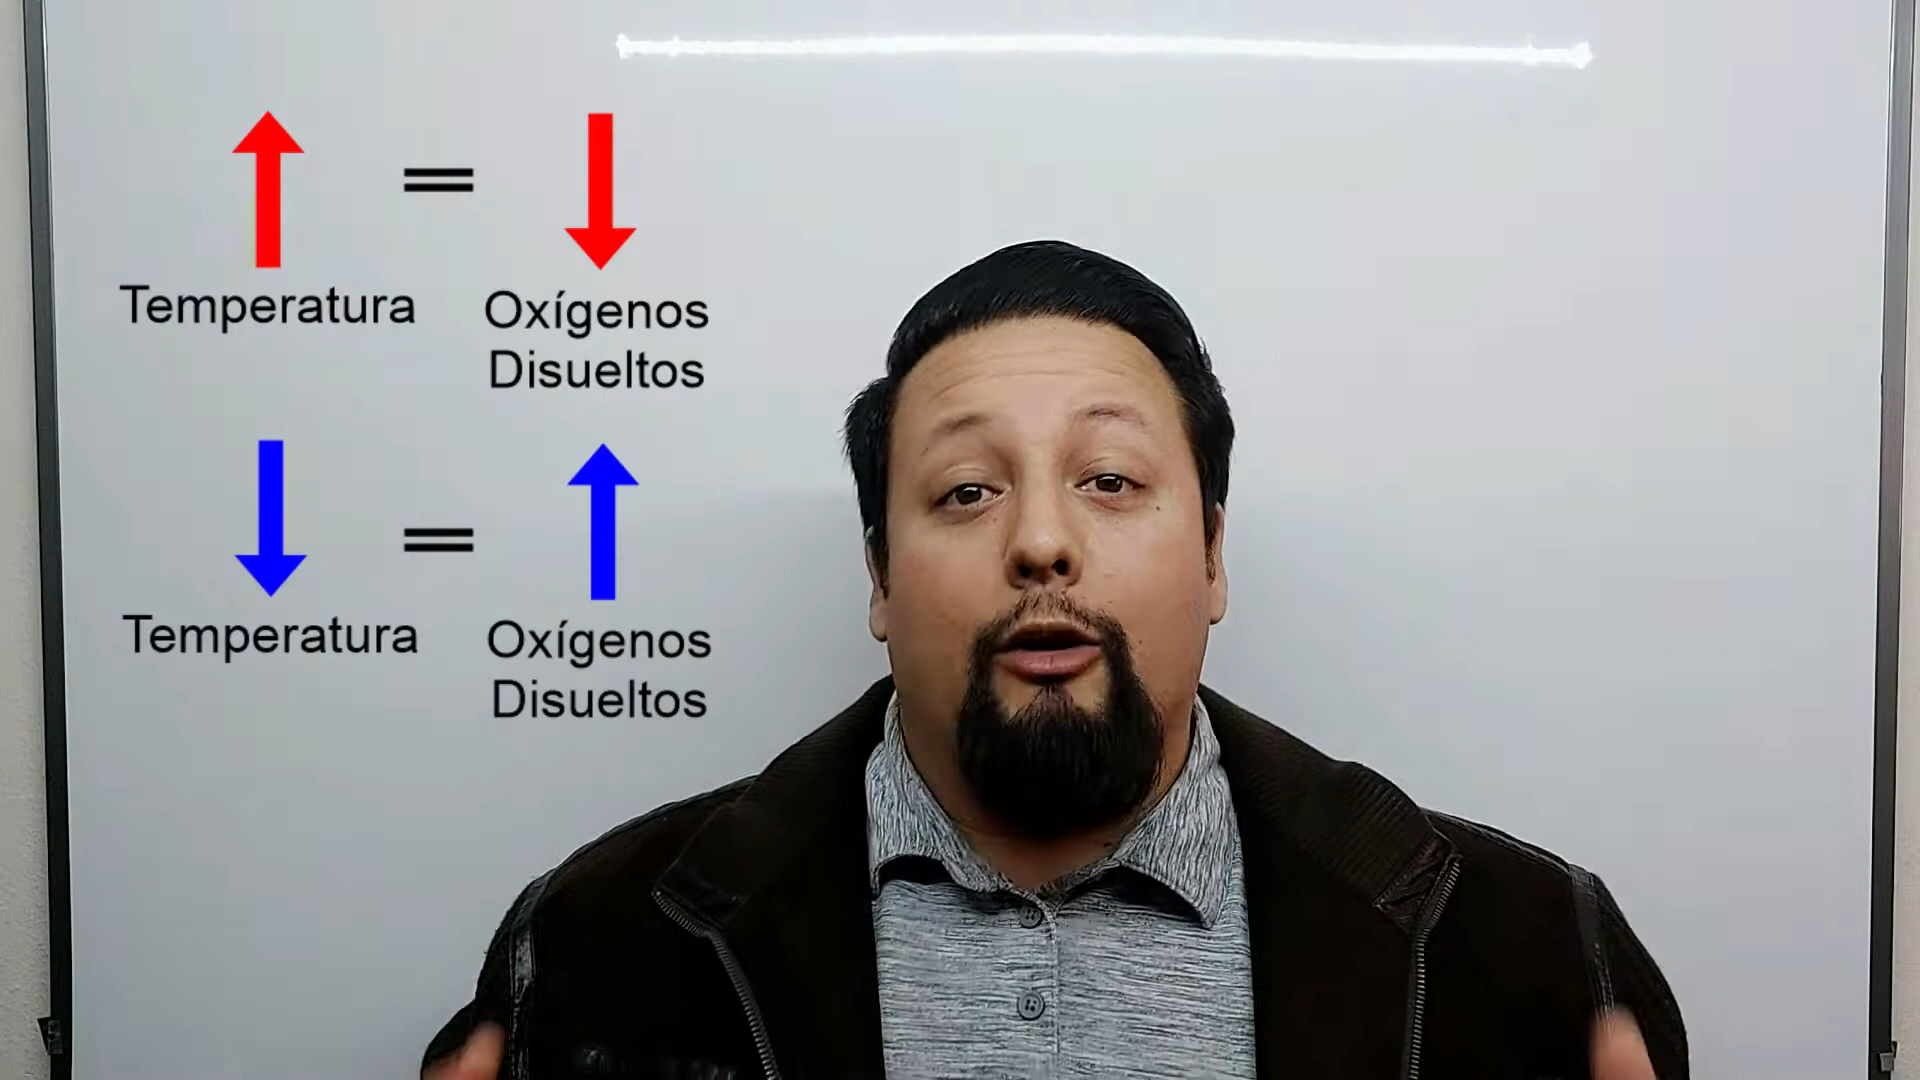 =
Temperatura
Oxígenos
Disueltos
=
Temperatura
Oxígenos
Disueltos